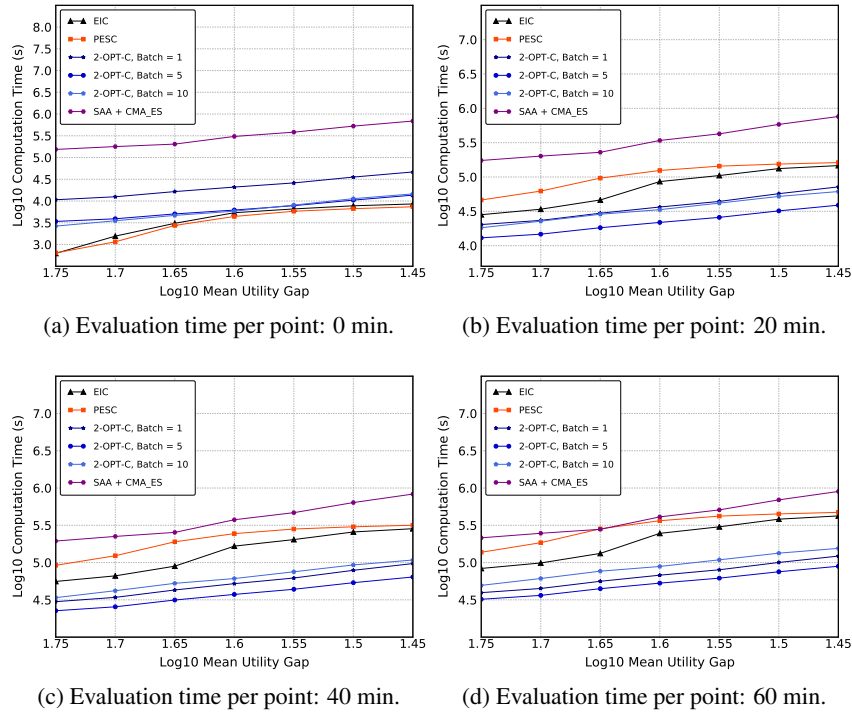 EIC
PESC
2-OPT-C, Batch = 1
2-OPT-C, Batch = 5
2-OPT-C, Batch = 10
SAA + CMA_ES
Log10 Computation Time (s)
8.0
7.5
7.0
6.5
6.0
5.5
5.0
4.5
4.0
3.5
3.0
1.75 1.7 1.65 1.6 1.55 1.5 1.45
Log10 Mean Utility Gap
(a) Evaluation time per point: 0 min.
EIC
PESC
2-OPT-C, Batch = 1
2-OPT-C, Batch = 5
2-OPT-C, Batch = 10
SAA + CMA_ES
Log10 Computation Time (s)
7.0
6.5
6.0
5.5
5.0
4.5
4.0
1.75 1.7 1.65 1.6 1.55 1.5 1.45
Log10 Mean Utility Gap
(b) Evaluation time per point: 20 min.
EIC
PESC
2-OPT-C, Batch = 1
2-OPT-C, Batch = 5
2-OPT-C, Batch = 10
SAA + CMA_ES
Log10 Computation Time (s)
7.0
6.5
6.0
5.5
5.0
4.5
1.75 1.7 1.65 1.6 1.55 1.5 1.45
Log10 Mean Utility Gap
(c) Evaluation time per point: 40 min.
EIC
PESC
2-OPT-C, Batch = 1
2-OPT-C, Batch = 5
2-OPT-C, Batch = 10
SAA + CMA_ES
Log10 Computation Time (s)
7.0
6.5
6.0
5.5
5.0
4.5
1.75 1.7 1.65 1.6 1.55 1.5 1.45
Log10 Mean Utility Gap
(d) Evaluation time per point: 60 min.